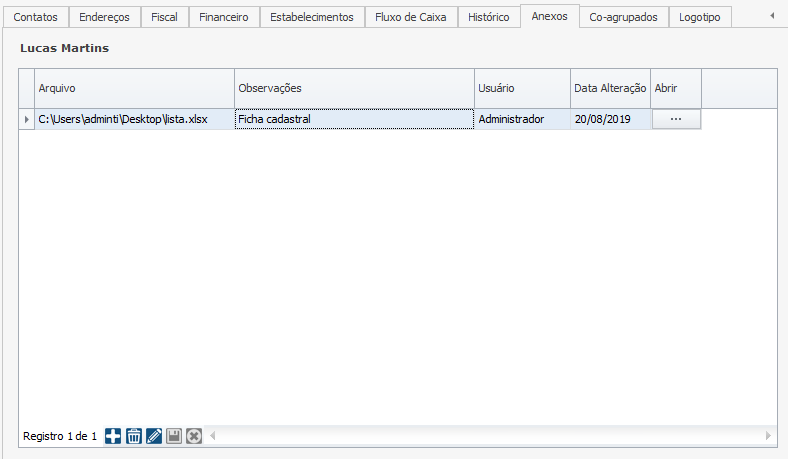 Contatos Endereços Fiscal Financeiro Estabelecimentos Fluxo de Caixa Histórico Anexos Co-agrupados Logotipo
Lucas Martins
Arquivo Observações Usuário Data Alteração Abrir
C:\Users\adminti\Desktop\lista.xlsx Ficha cadastral Administrador 20/08/2019 ...
Registro 1 de 1